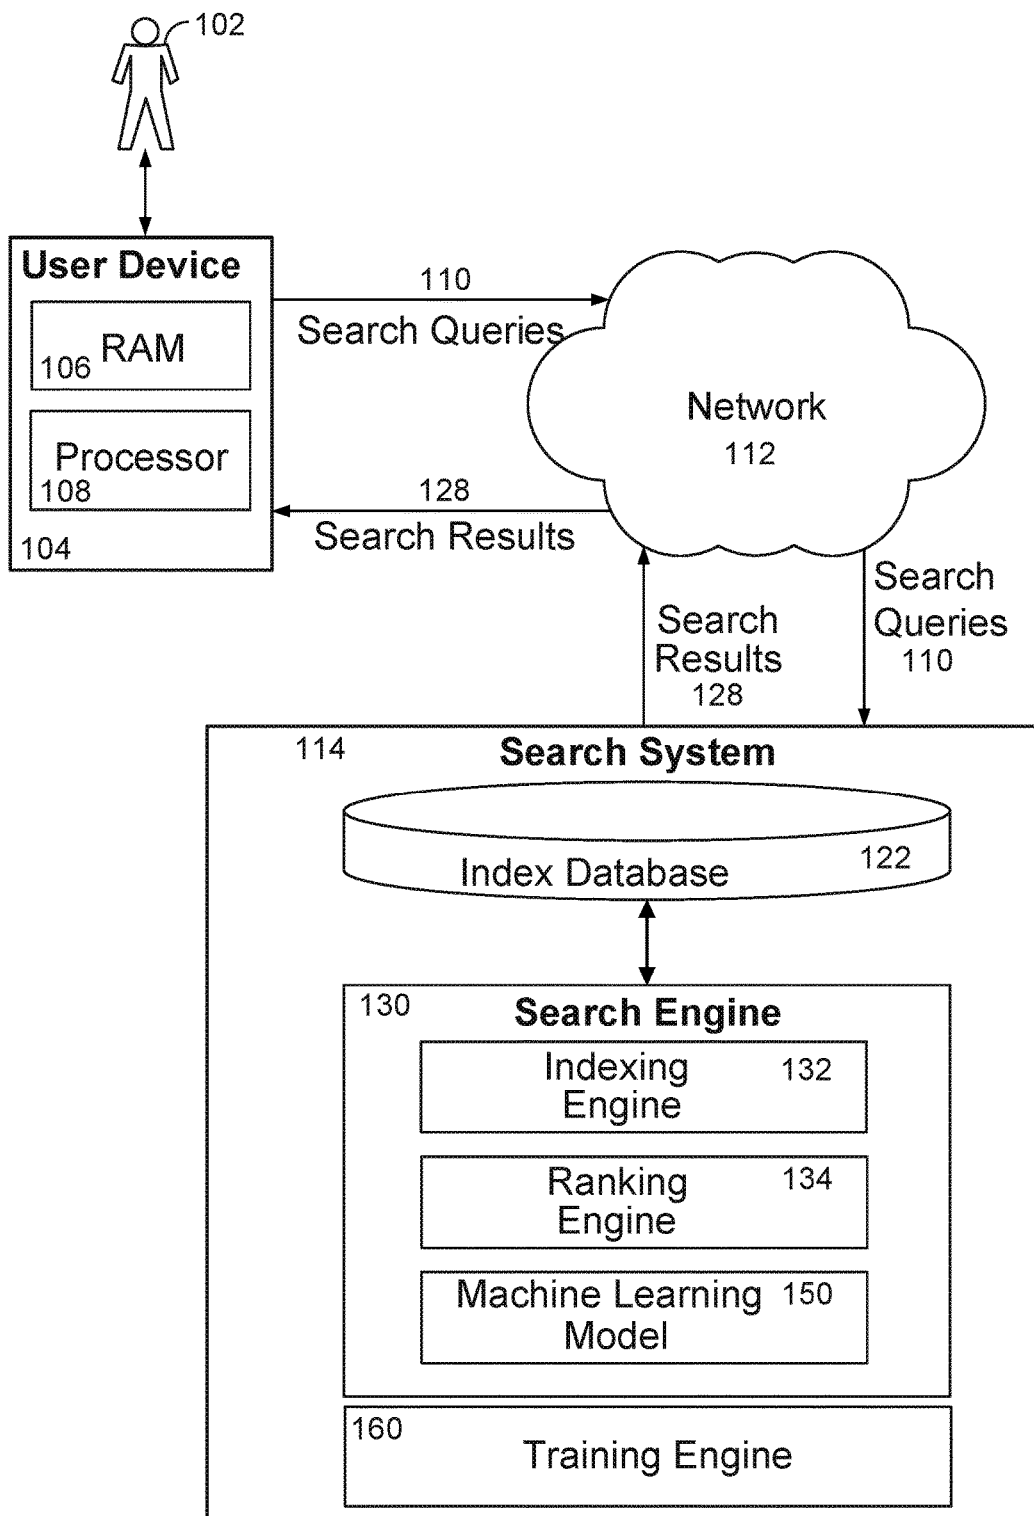 102
User Device
RAM
106
Processor
108
104
110
Search Queries
Network
112
128
Search Results
Search
Queries
110
Search
Results
128
114
Search System
Index Database
122
130
Search Engine
Indexing
Engine
132
Ranking
Engine
134
Machine Learning
Model
150
160
Training Engine